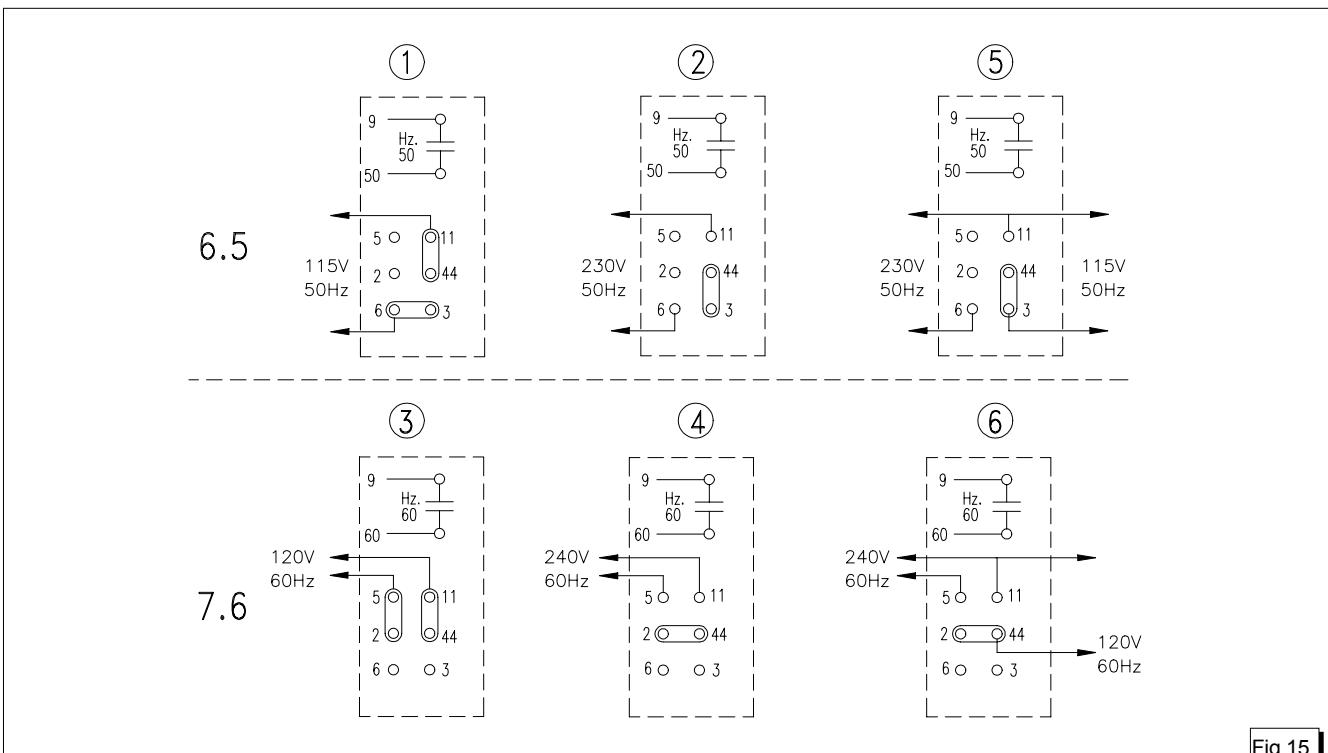 1 2 5
9 9 9
Hz. Hz. Hz.
50 50 50
50 50 50
6.5
5 11 5 11 5 11
115V 230V 230V 115V
2 44 2 44 2 44
50Hz 50Hz 50Hz 50Hz
6 3 6 3 6 3
3 4 6
9 9 9
Hz. Hz. Hz.
60 60 60
60 60 60
120V 240V 240V
60Hz 60Hz 60Hz
7.6
5 11 5 11 5 11
2 44 2 44 2 44
120V
6 3 6 3 6 3
60Hz
Fig 15